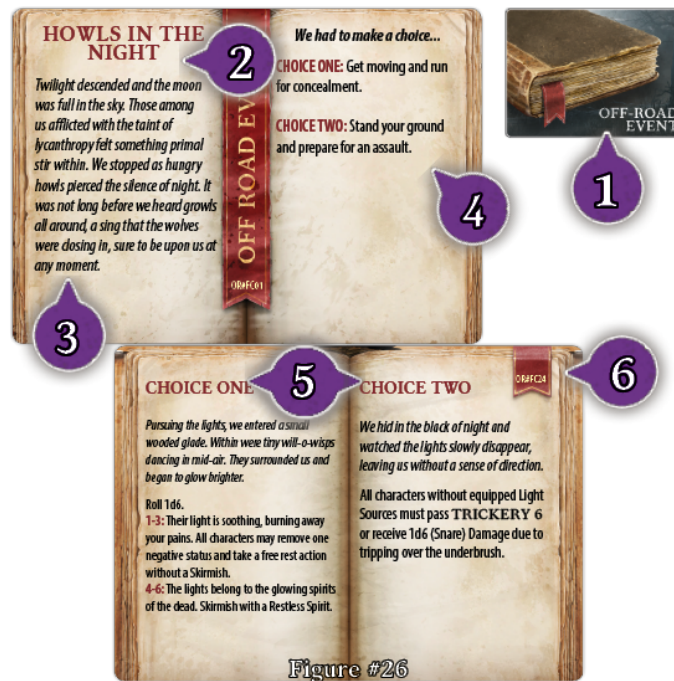 HOWLS IN THE
NIGHT
Twilight descended and the moon
was full in the sky. Those among
us afflicted with the taint of
lycanthropy felt something primal
stir within. We stopped as hungry
howls pierced the silence of night. It
was not long before we heard growls
all around, a sing that the wolves
were closing in, sure to be upon us at
any moment.
2
3
OFF ROAD EV
OR#FC01
We had to make a choice...
CHOICE ONE: Get moving and run
for concealment.
CHOICE TWO: Stand your ground
and prepare for an assault.
4
OFF-ROAD
EVENT
1
CHOICE ONE
Pursuing the lights, we entered a small
wooded glade. Within were tiny will-o-wisps
dancing in mid-air. They surrounded us and
began to glow brighter.
Roll 1d6.
1-3: Their light is soothing, burning away
your pains. All characters may remove one
negative status and take a free rest action
without a Skirmish.
4-6: The lights belong to the glowing spirits
of the dead. Skirmish with a Restless Spirit.
5
CHOICE TWO
OR#FC24
6
We hid in the black of night and
watched the lights slowly disappear,
leaving us without a sense of direction.
All characters without equipped Light
Sources must pass TRICKERY 6
or receive 1d6 (Snare) Damage due to
tripping over the underbrush.
Figure #26